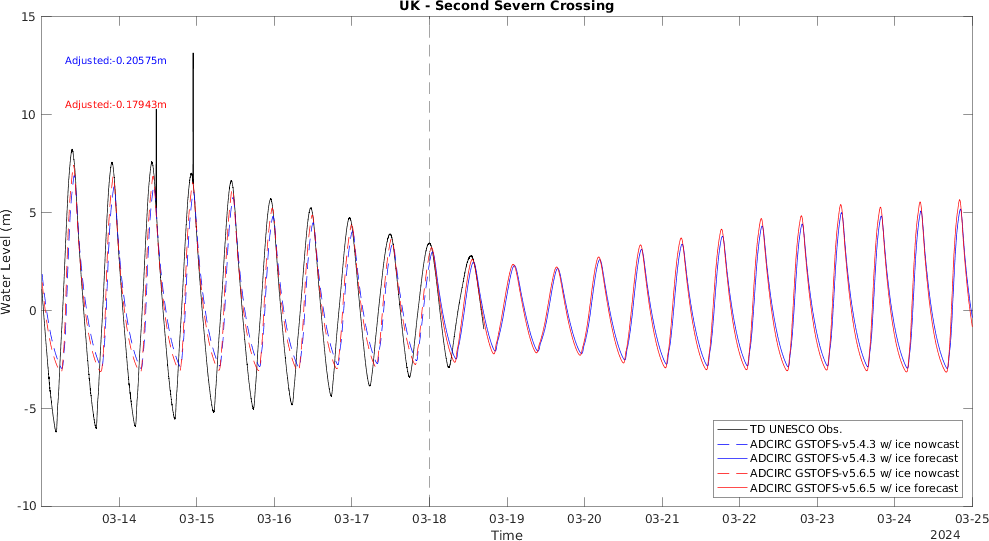 UK - Second Severn Crossing
15
10
5
0
-5
-10
Water Level (m)
Adjusted:-0.20575m
Adjusted:-0.17943m
TD UNESCO Obs.
ADCIRC GSTOFS-v5.4.3 w/ ice nowcast
ADCIRC GSTOFS-v5.4.3 w/ ice forecast
ADCIRC GSTOFS-v5.6.5 w/ ice nowcast
ADCIRC GSTOFS-v5.6.5 w/ ice forecast
03-14 03-15 03-16 03-17 03-18 03-19 03-20 03-21 03-22 03-23 03-24 03-25
Time
2024